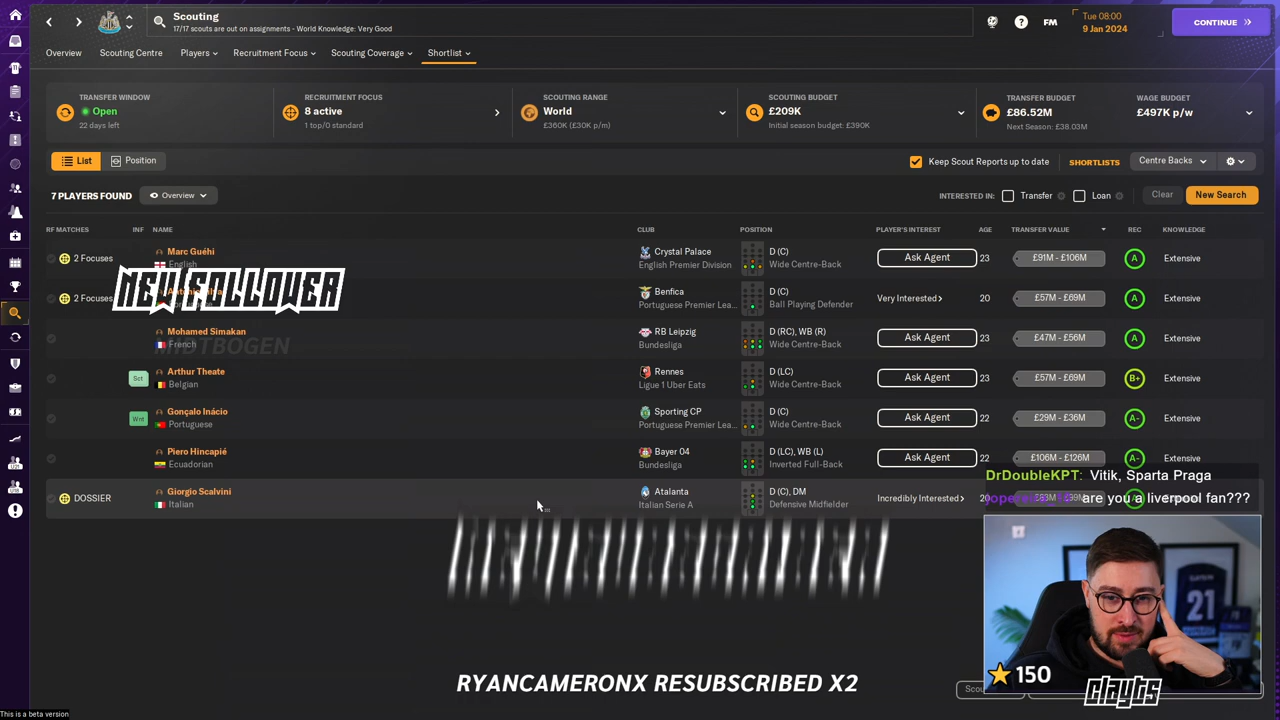 Scouting
17/17 scouts are out on assignments - World Knowledge: Very Good
FM
Tue 08:00
9 Jan 2024
CONTINUE
Overview
Scouting Centre
Players
Recruitment Focus
Scouting Coverage
Shortlist
TRANSFER WINDOW
Open
22 days left
RECRUITMENT FOCUS
8 active
1 top/0 standard
SCOUTING RANGE
World
£360K (£30K p/m)
SCOUTING BUDGET
£209K
Initial season budget: £390K
TRANSFER BUDGET
£86.52M
Next Season: £38.03M
WAGE BUDGET
£497K p/w
List
Position
Keep Scout Reports up to date
SHORTLISTS
Centre Backs
7 PLAYERS FOUND
Overview
INTERESTED IN:
Transfer
Loan
Clear
New Search
RF MATCHES INF NAME CLUB POSITION PLAYER'S INTEREST AGE TRANSFER VALUE REC KNOWLEDGE
2 Focuses Marc Guéhi Crystal Palace D (C) Ask Agent 23 £91M - £106M A Extensive
English English Premier Division Wide Centre-Back
NEW FOLLOWER
2 Focuses Benfica D (C) Very Interested 20 £57M - £69M A Extensive
Portuguese Premier Lea... Ball Playing Defender
Mohamed Simakan RB Leipzig D (RC), WB (R) Ask Agent 23 £47M - £56M A Extensive
French Bundesliga Wide Centre-Back
MIDTBOGEN
Sct Arthur Theate Rennes D (LC) Ask Agent 23 £57M - £69M B+ Extensive
Belgian Ligue 1 Uber Eats Wide Centre-Back
Wnt Gonçalo Inácio Sporting CP D (C) Ask Agent 22 £29M - £36M A- Extensive
Portuguese Portuguese Premier Lea... Wide Centre-Back
Piero Hincapié Bayer 04 D (LC), WB (L) Ask Agent 22 £106M - £126M A- Extensive
Ecuadorian Bundesliga Inverted Full-Back
DOSSIER Giorgio Scalvini Atalanta D (C), DM Incredibly Interested 20
Italian Italian Serie A Defensive Midfielder
DrDoubleKPT: Vitik, Sparta Praga
are you a liverpool fan???
21
150
clayts
RYANCAMERONX RESUBSCRIBED X2
This is a beta version